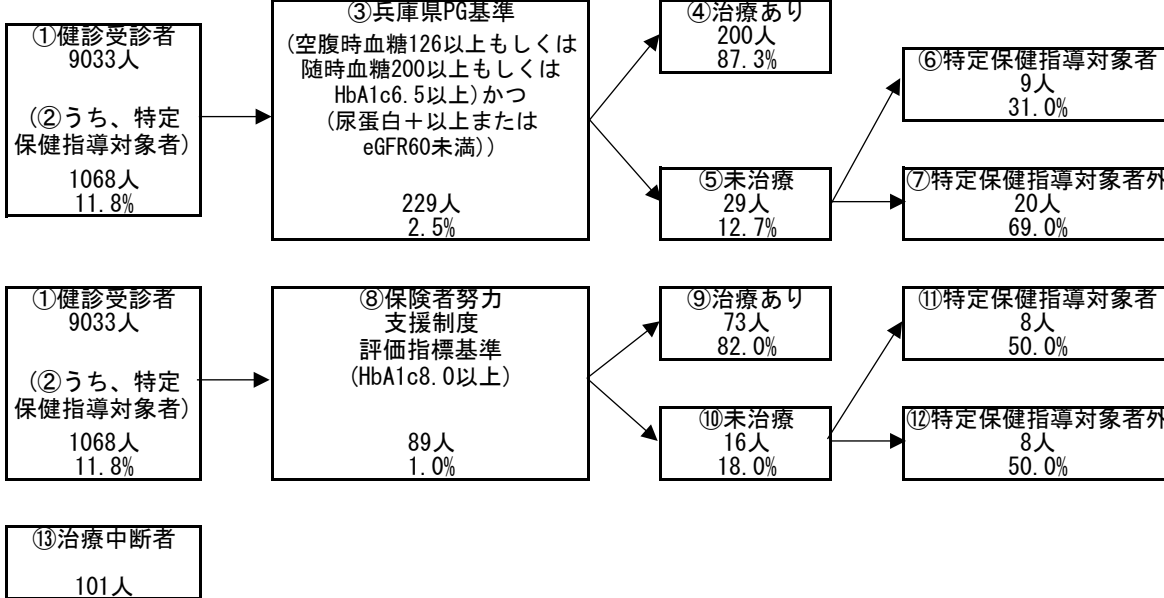 ①健診受診者
9033人
(②うち、特定
保健指導対象者)
1068人
11.8%
③兵庫県PG基準
(空腹時血糖126以上もしくは
随時血糖200以上もしくは
HbA1c6.5以上)かつ
(尿蛋白＋以上または
eGFR60未満))
229人
2.5%
④治療あり
200人
87.3%
⑤未治療
29人
12.7%
⑥特定保健指導対象者
9人
31.0%
⑦特定保健指導対象者外
20人
69.0%
①健診受診者
9033人
(②うち、特定
保健指導対象者)
1068人
11.8%
⑧保険者努力
支援制度
評価指標基準
(HbA1c8.0以上)
89人
1.0%
⑨治療あり
73人
82.0%
⑩未治療
16人
18.0%
⑪特定保健指導対象者
8人
50.0%
⑫特定保健指導対象者外
8人
50.0%
⑬治療中断者
101人